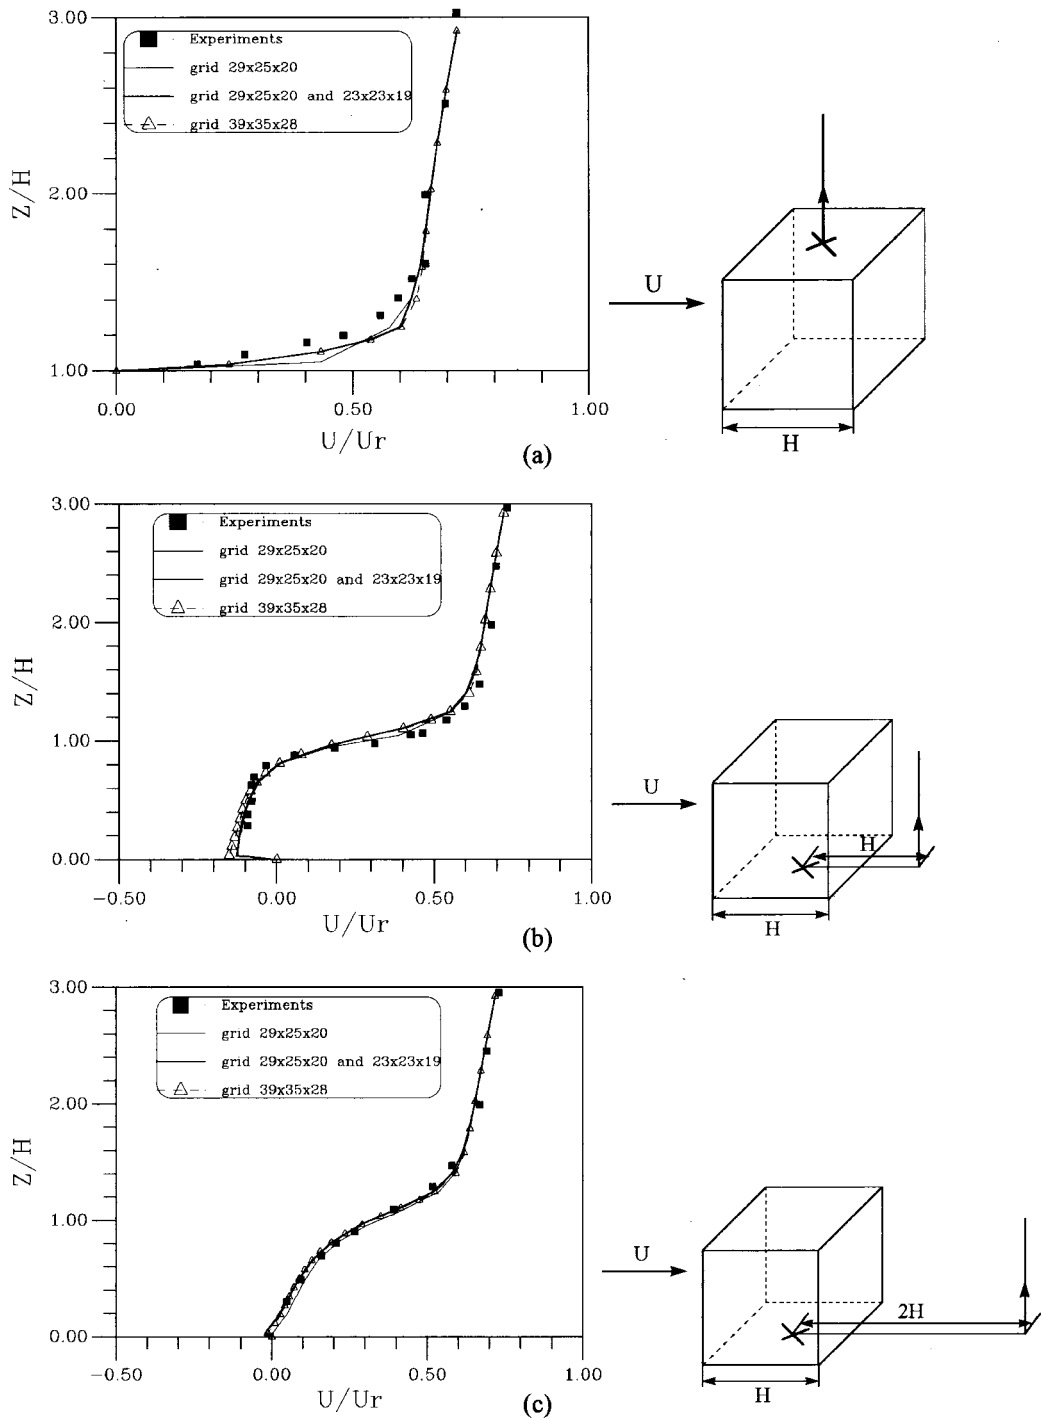 3.00
Experiments
grid 29x25x20
grid 29x25x20 and 23x23x19
grid 39x35x28
Z/H
2.00
1.00
0.00
0.50
1.00
U/Ur
U
H
(a)
3.00
Experiments
grid 29x25x20
grid 29x25x20 and 23x23x19
grid 39x35x28
2.00
Z/H
1.00
0.00
-0.50
0.00
0.50
1.00
U/Ur
U
H
H
(b)
3.00
Experiments
grid 29x25x20
grid 29x25x20 and 23x23x19
grid 39x35x28
2.00
Z/H
1.00
0.00
-0.50
0.00
0.50
1.00
U/Ur
U
2H
H
(c)